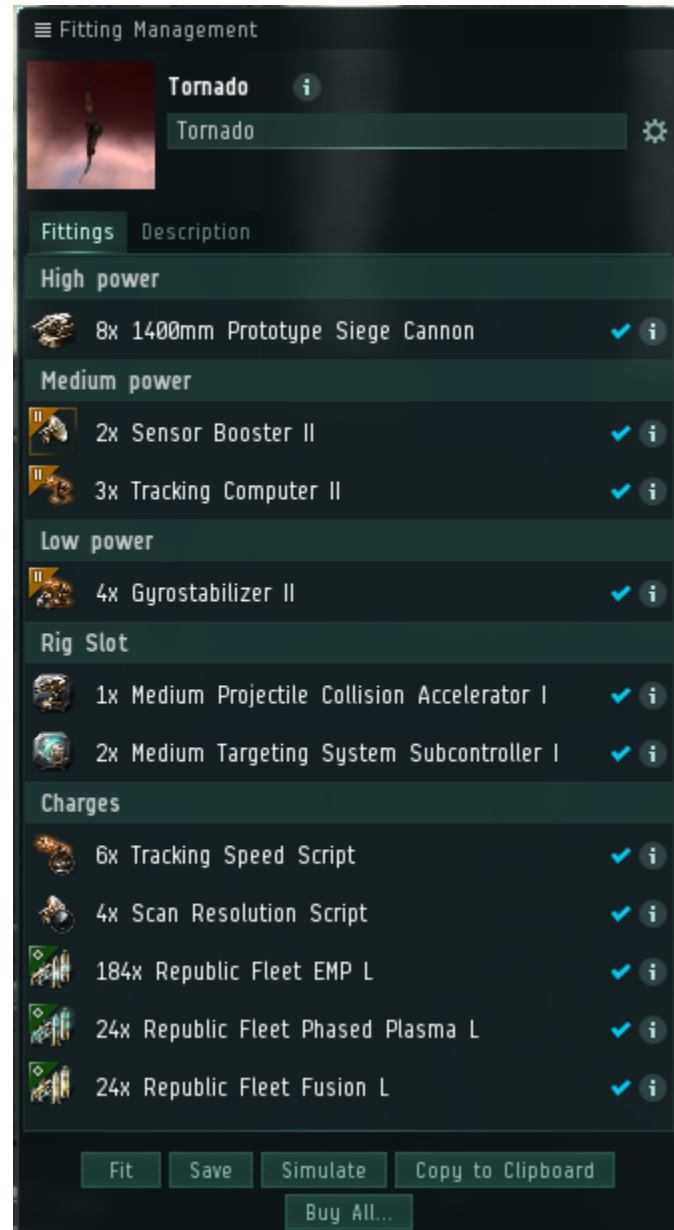 Fitting Management
Tornado
Tornado
Fittings Description
High power
8x 1400mm Prototype Siege Cannon
Medium power
II 2x Sensor Booster II
II 3x Tracking Computer II
Low power
II 4x Gyrostabilizer II
Rig Slot
1x Medium Projectile Collision Accelerator I
2x Medium Targeting System Subcontroller I
Charges
6x Tracking Speed Script
4x Scan Resolution Script
184x Republic Fleet EMP L
24x Republic Fleet Phased Plasma L
24x Republic Fleet Fusion L
Fit Save Simulate Copy to Clipboard
Buy All...